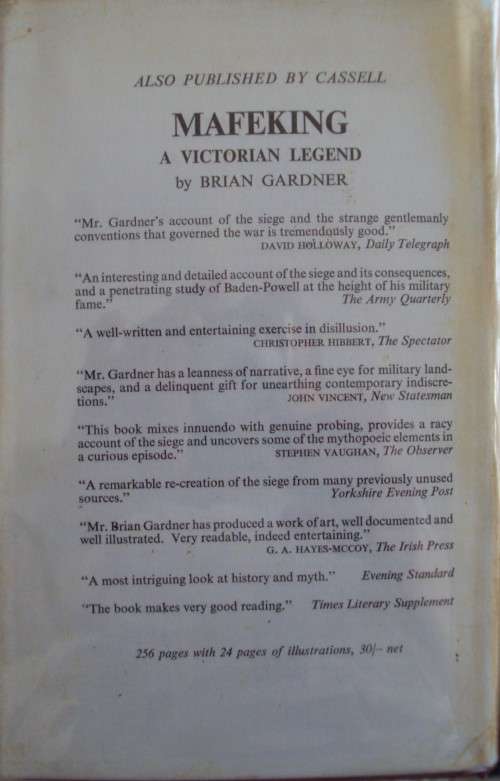 ALSO PUBLISHED BY CASSELL
MAFEKING
A VICTORIAN LEGEND
by BRIAN GARDNER
"Mr. Gardner's account of the siege and the strange gentlemanly
conventions that governed the war is tremendously good."
DAVID HOLLOWAY, Daily Telegraph
"An interesting and detailed account of the siege and its consequences,
and a penetrating study of Baden-Powell at the height of his military
fame." The Army Quarterly
"A well-written and entertaining exercise in disillusion."
CHRISTOPHER HIBBERT, The Spectator
"Mr. Gardner has a leanness of narrative, a fine eye for military land-
scapes, and a delinquent gift for unearthing contemporary indiscre-
tions." JOHN VINCENT, New Statesman
"This book mixes innuendo with genuine probing, provides a racy
account of the siege and uncovers some of the mythopoeic elements in
a curious episode." STEPHEN VAUGHAN, The Observer
"A remarkable re-creation of the siege from many previously unused
sources." Yorkshire Evening Post
"Mr. Brian Gardner has produced a work of art, well documented and
well illustrated. Very readable, indeed entertaining."
G. A. HAYES-MCCOY, The Irish Press
"A most intriguing look at history and myth." Evening Standard
"The book makes very good reading." Times Literary Supplement
256 pages with 24 pages of illustrations, 30/- net